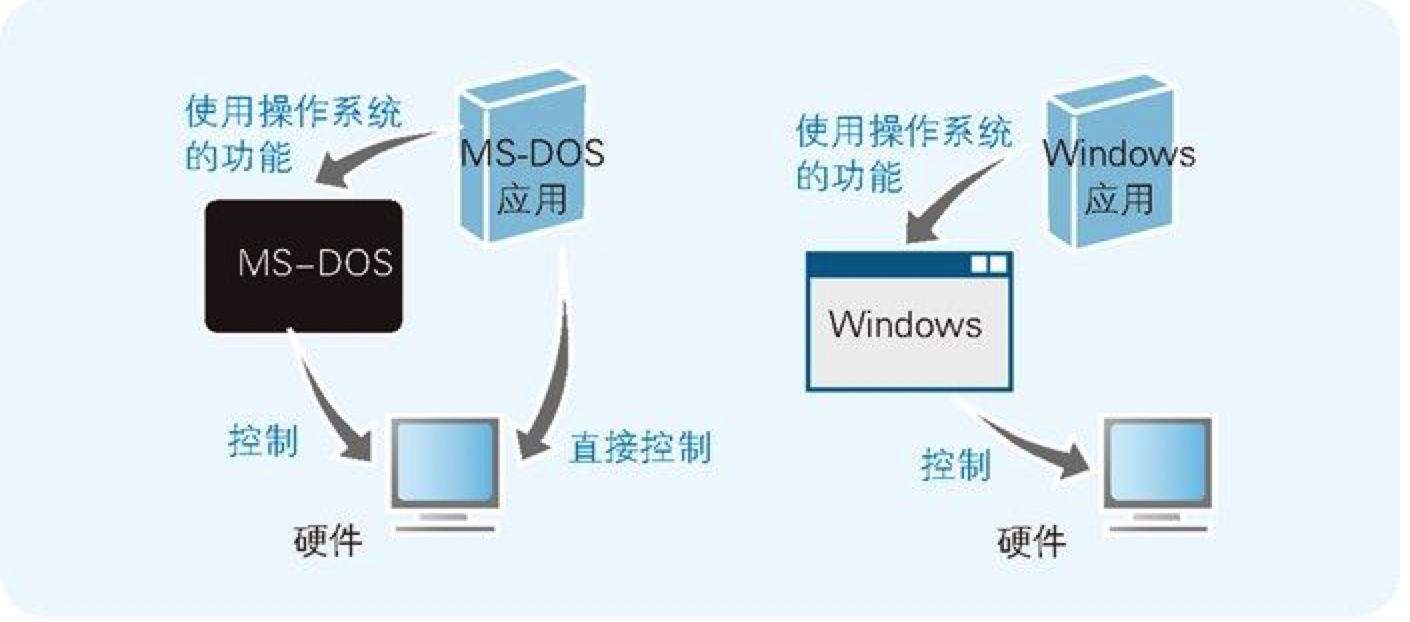 使用操作系统
的功能
MS-DOS
应用
MS–DOS
控制
直接控制
硬件
使用操作系统
的功能
Windows
应用
Windows
控制
硬件